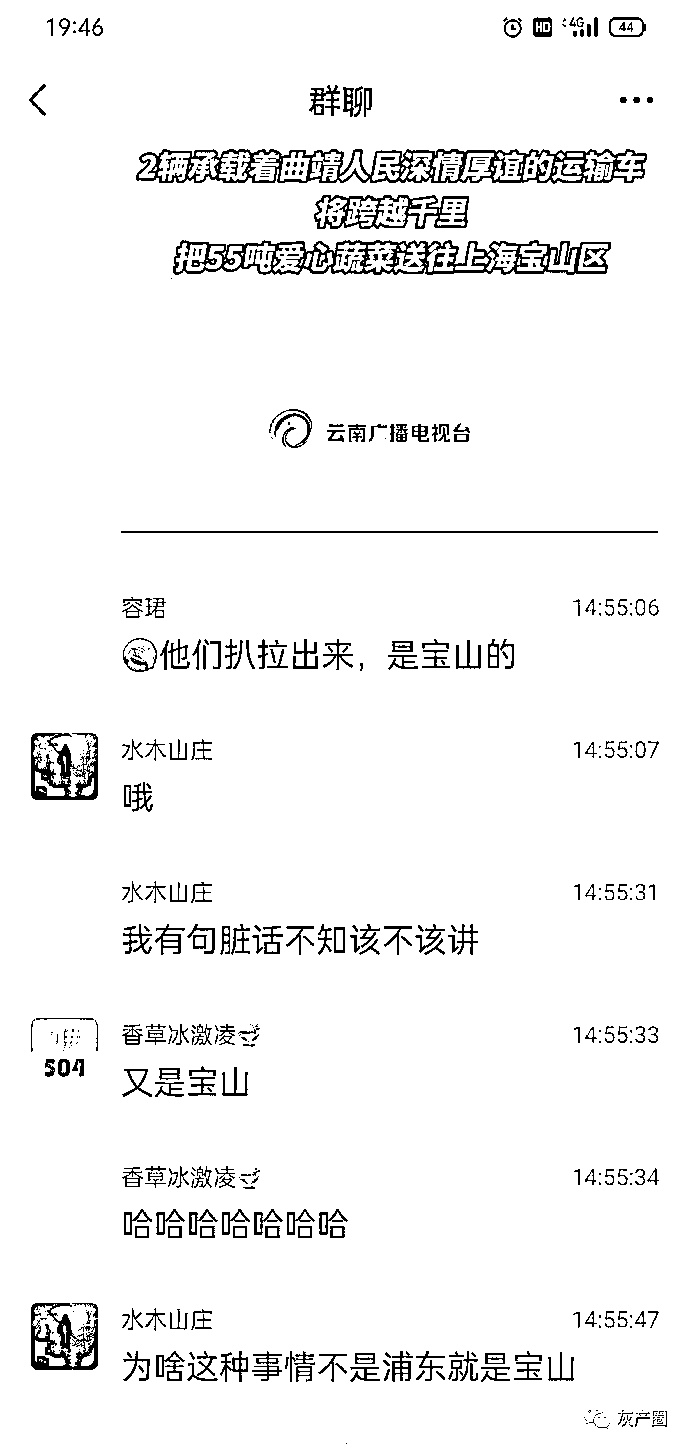 19:46
HD 4G 44
群聊
2辆承载着曲靖人民深情厚谊的运输车
将跨越千里
把55吨爱心蔬菜送往上海宝山区
云南广播电视台
容珺 14:55:06
他们扒拉出来，是宝山的
水木山庄 14:55:07
哦
水木山庄 14:55:31
我有句脏话不知该不该讲
香草冰激凌 14:55:33
504
又是宝山
香草冰激凌 14:55:34
哈哈哈哈哈哈哈
水木山庄 14:55:47
为啥这种事情不是浦东就是宝山
灰产圈